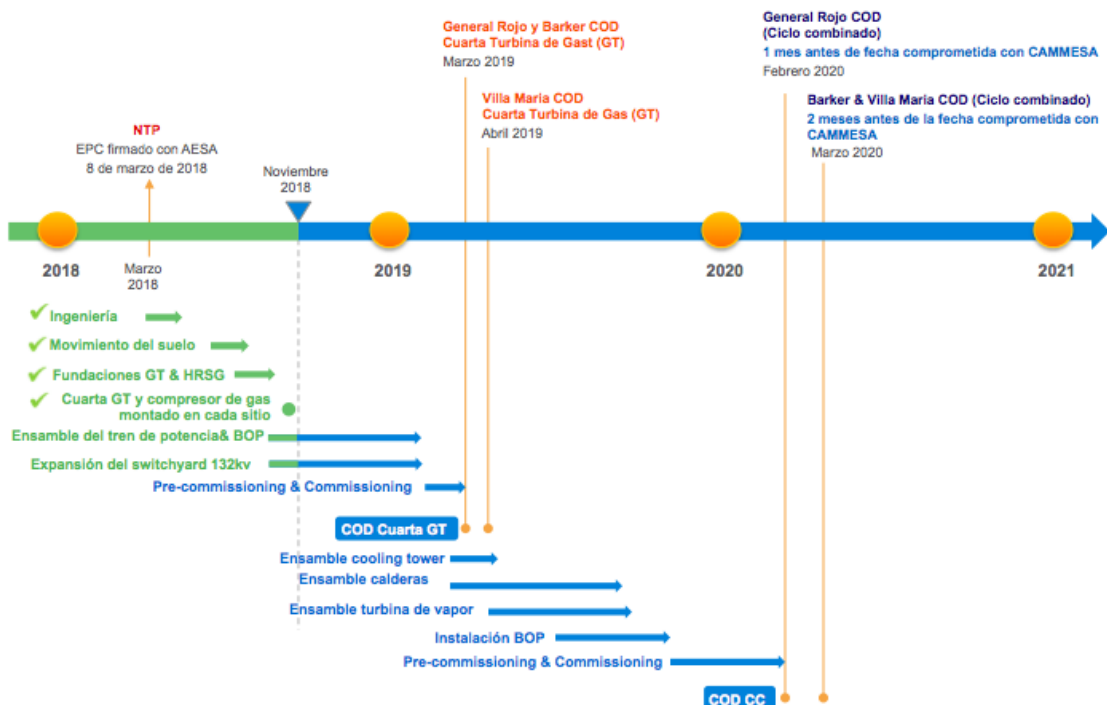 General Rojo y Barker COD
Cuarta Turbina de Gast (GT)
Marzo 2019
General Rojo COD
(Ciclo combinado)
1 mes antes de fecha comprometida con CAMMESA
Febrero 2020
Villa Maria COD
Cuarta Turbina de Gas (GT)
Abril 2019
Barker & Villa Maria COD (Ciclo combinado)
2 meses antes de la fecha comprometida con
CAMMESA
Marzo 2020
NTP
EPC firmado con AESA
8 de marzo de 2018
Noviembre
2018
2018
Marzo
2018
2019
2020
2021
Ingeniería
Movimiento del suelo
Fundaciones GT & HRSG
Cuarta GT y compresor de gas
montado en cada sitio
Ensamble del tren de potencia& BOP
Expansión del switchyard 132kv
Pre-commissioning & Commissioning
COD Cuarta GT
Ensamble cooling tower
Ensamble calderas
Ensamble turbina de vapor
Instalación BOP
Pre-commissioning & Commissioning
COD CC